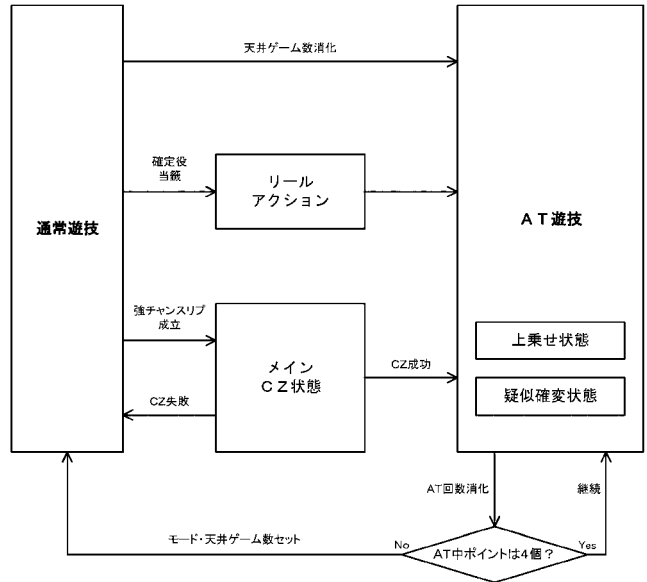 天井ゲーム数消化
確定役
当籤
リール
アクション
通常遊技
AT遊技
強チャンスリプ
成立
メイン
CZ状態
CZ成功
CZ失敗
上乗せ状態
疑似確変状態
AT回数消化
継続
モード・天井ゲーム数セット
No
AT中ポイントは4個？
Yes